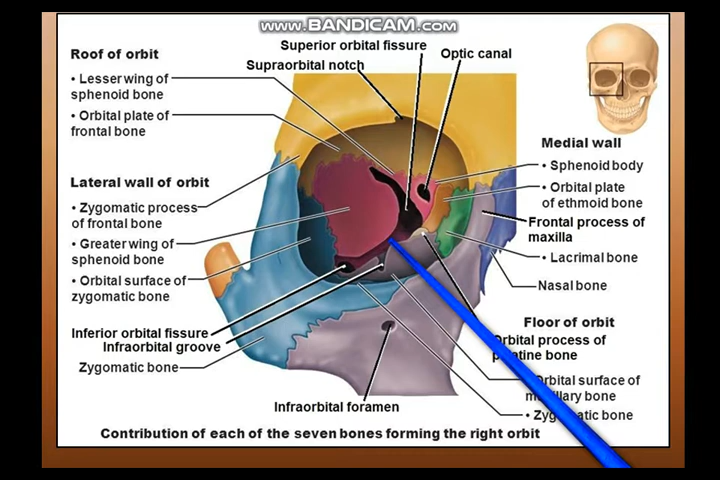 www.BANDICAM.com
Superior orbital fissure
Optic canal
Supraorbital notch
Roof of orbit
• Lesser wing of
sphenoid bone
• Orbital plate of
frontal bone
Lateral wall of orbit
• Zygomatic process
of frontal bone
• Greater wing of
sphenoid bone
• Orbital surface of
zygomatic bone
Inferior orbital fissure
Infraorbital groove
Zygomatic bone
Infraorbital foramen
Medial wall
• Sphenoid body
• Orbital plate
of ethmoid bone
Frontal process of
maxilla
• Lacrimal bone
Nasal bone
Floor of orbit
Orbital process of
bone
Orbital surface of
bone
• bone
Contribution of each of the seven bones forming the right orbit